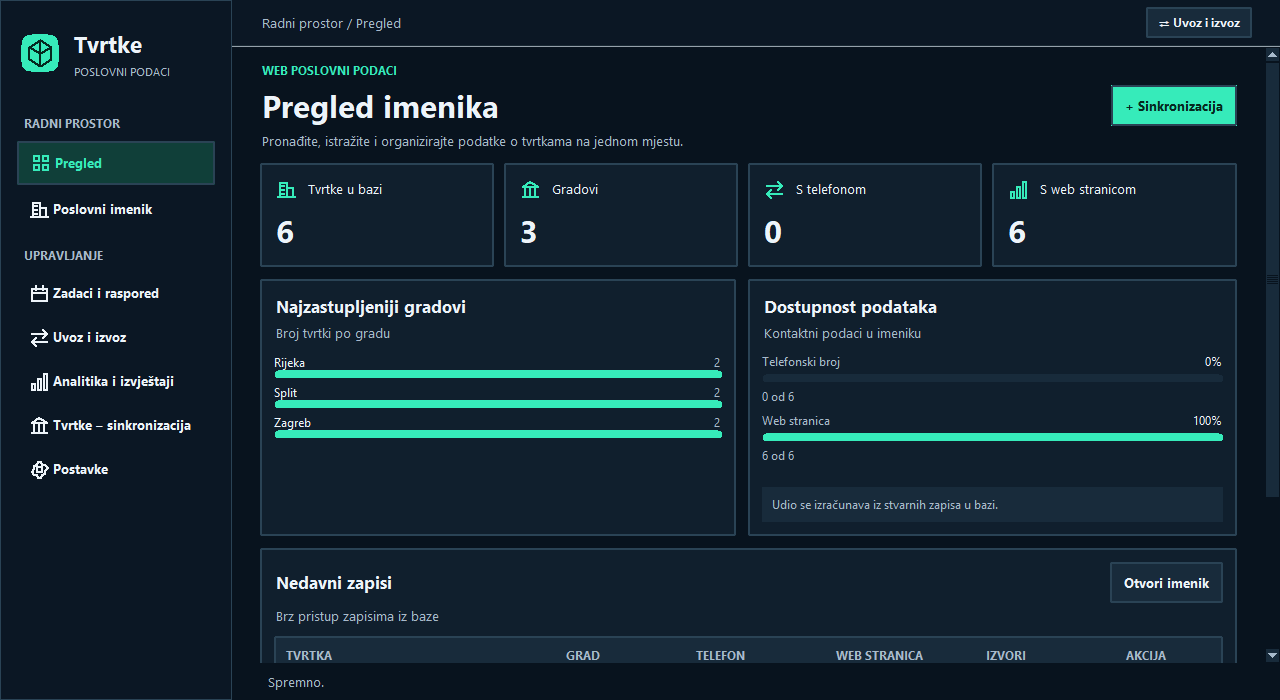 Tvrtke
POSLOVNI PODACI
RADNI PROSTOR
Pregled
Poslovni imenik
UPRAVLJANJE
Zadaci i raspored
Uvoz i izvoz
Analitika i izvještaji
Tvrtke – sinkronizacija
Postavke
Radni prostor / Pregled
⇄ Uvoz i izvoz
WEB POSLOVNI PODACI
Pregled imenika
+ Sinkronizacija
Pronađite, istražite i organizirajte podatke o tvrtkama na jednom mjestu.
Tvrtke u bazi
6
Gradovi
3
S telefonom
0
S web stranicom
6
Najzastupljeniji gradovi
Broj tvrtki po gradu
Rijeka 2
Split 2
Zagreb 2
Dostupnost podataka
Kontaktni podaci u imeniku
Telefonski broj 0%
0 od 6
Web stranica 100%
6 od 6
Udio se izračunava iz stvarnih zapisa u bazi.
Nedavni zapisi
Otvori imenik
Brz pristup zapisima iz baze
TVRTKA GRAD TELEFON WEB STRANICA IZVORI AKCIJA
Spremno.